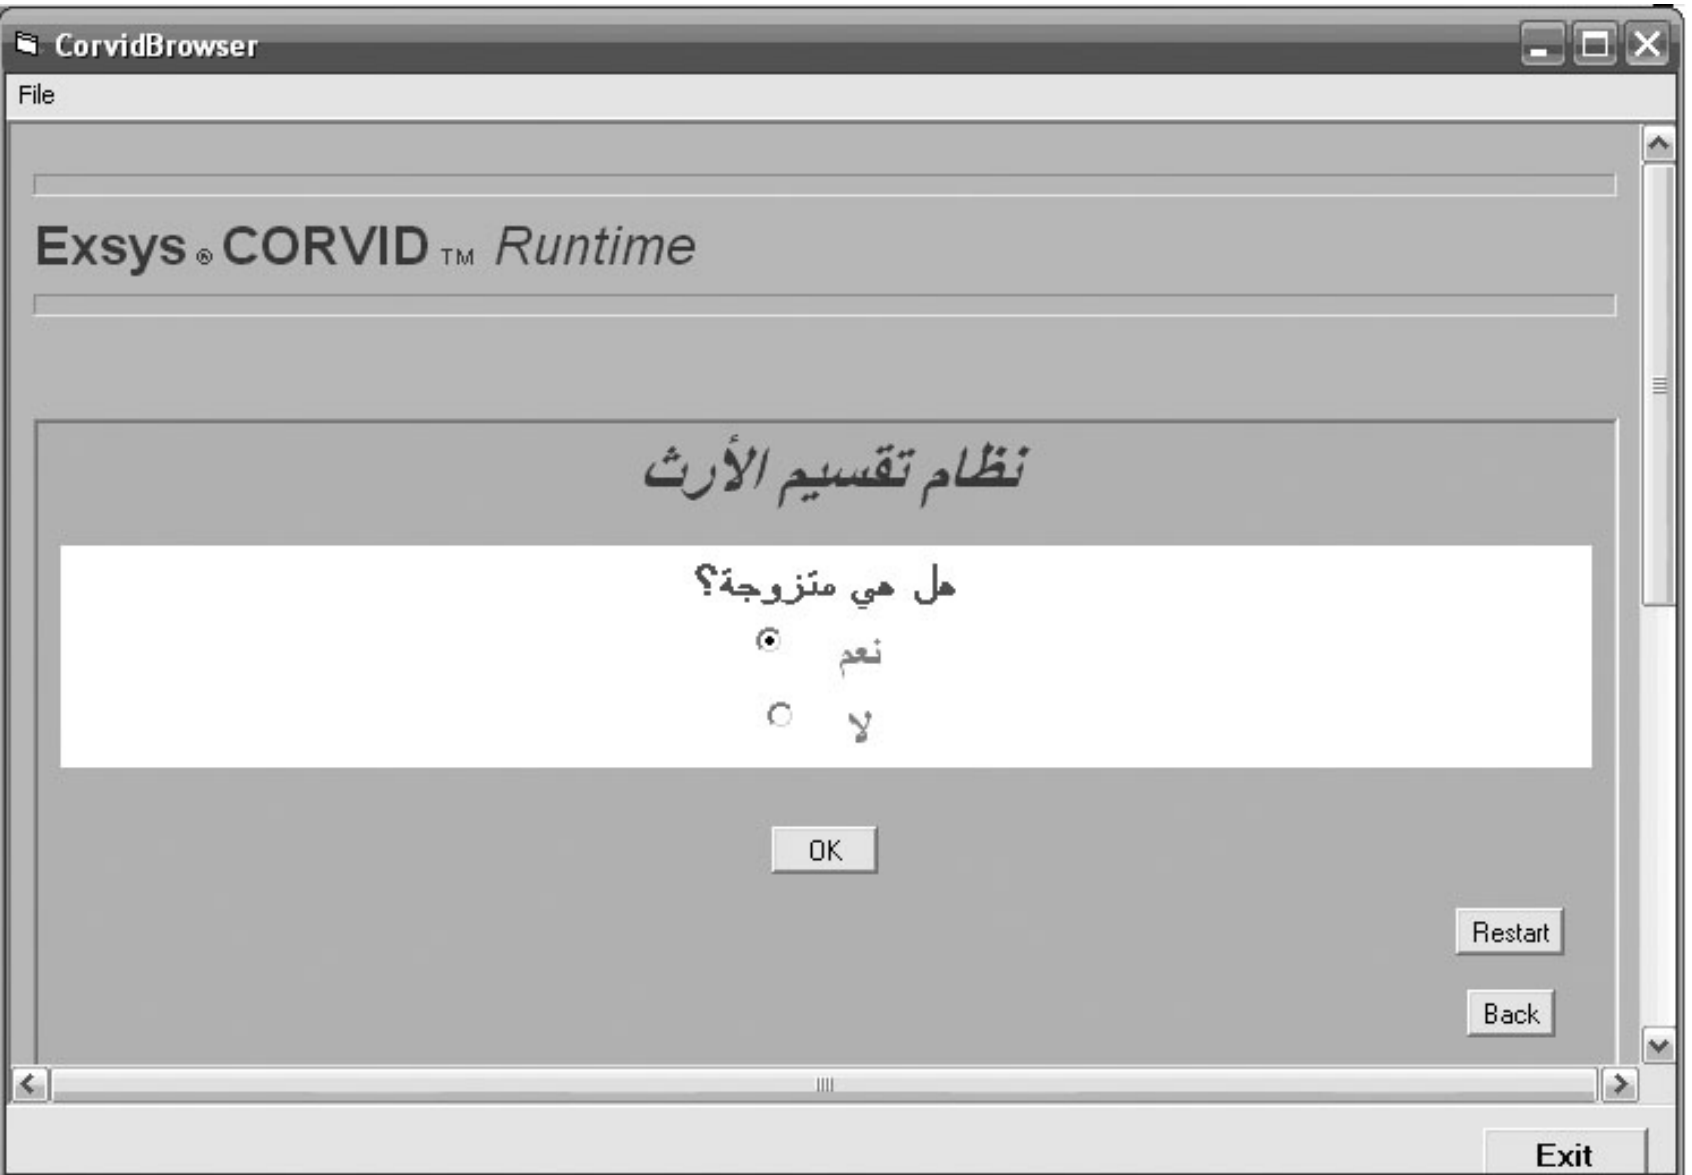 CorvidBrowser
File
Exsys ® CORVID TM Runtime
نظام تقسيم الأرث
هل هي متزوجة؟
نعم
لا
OK
Restart
Back
Exit